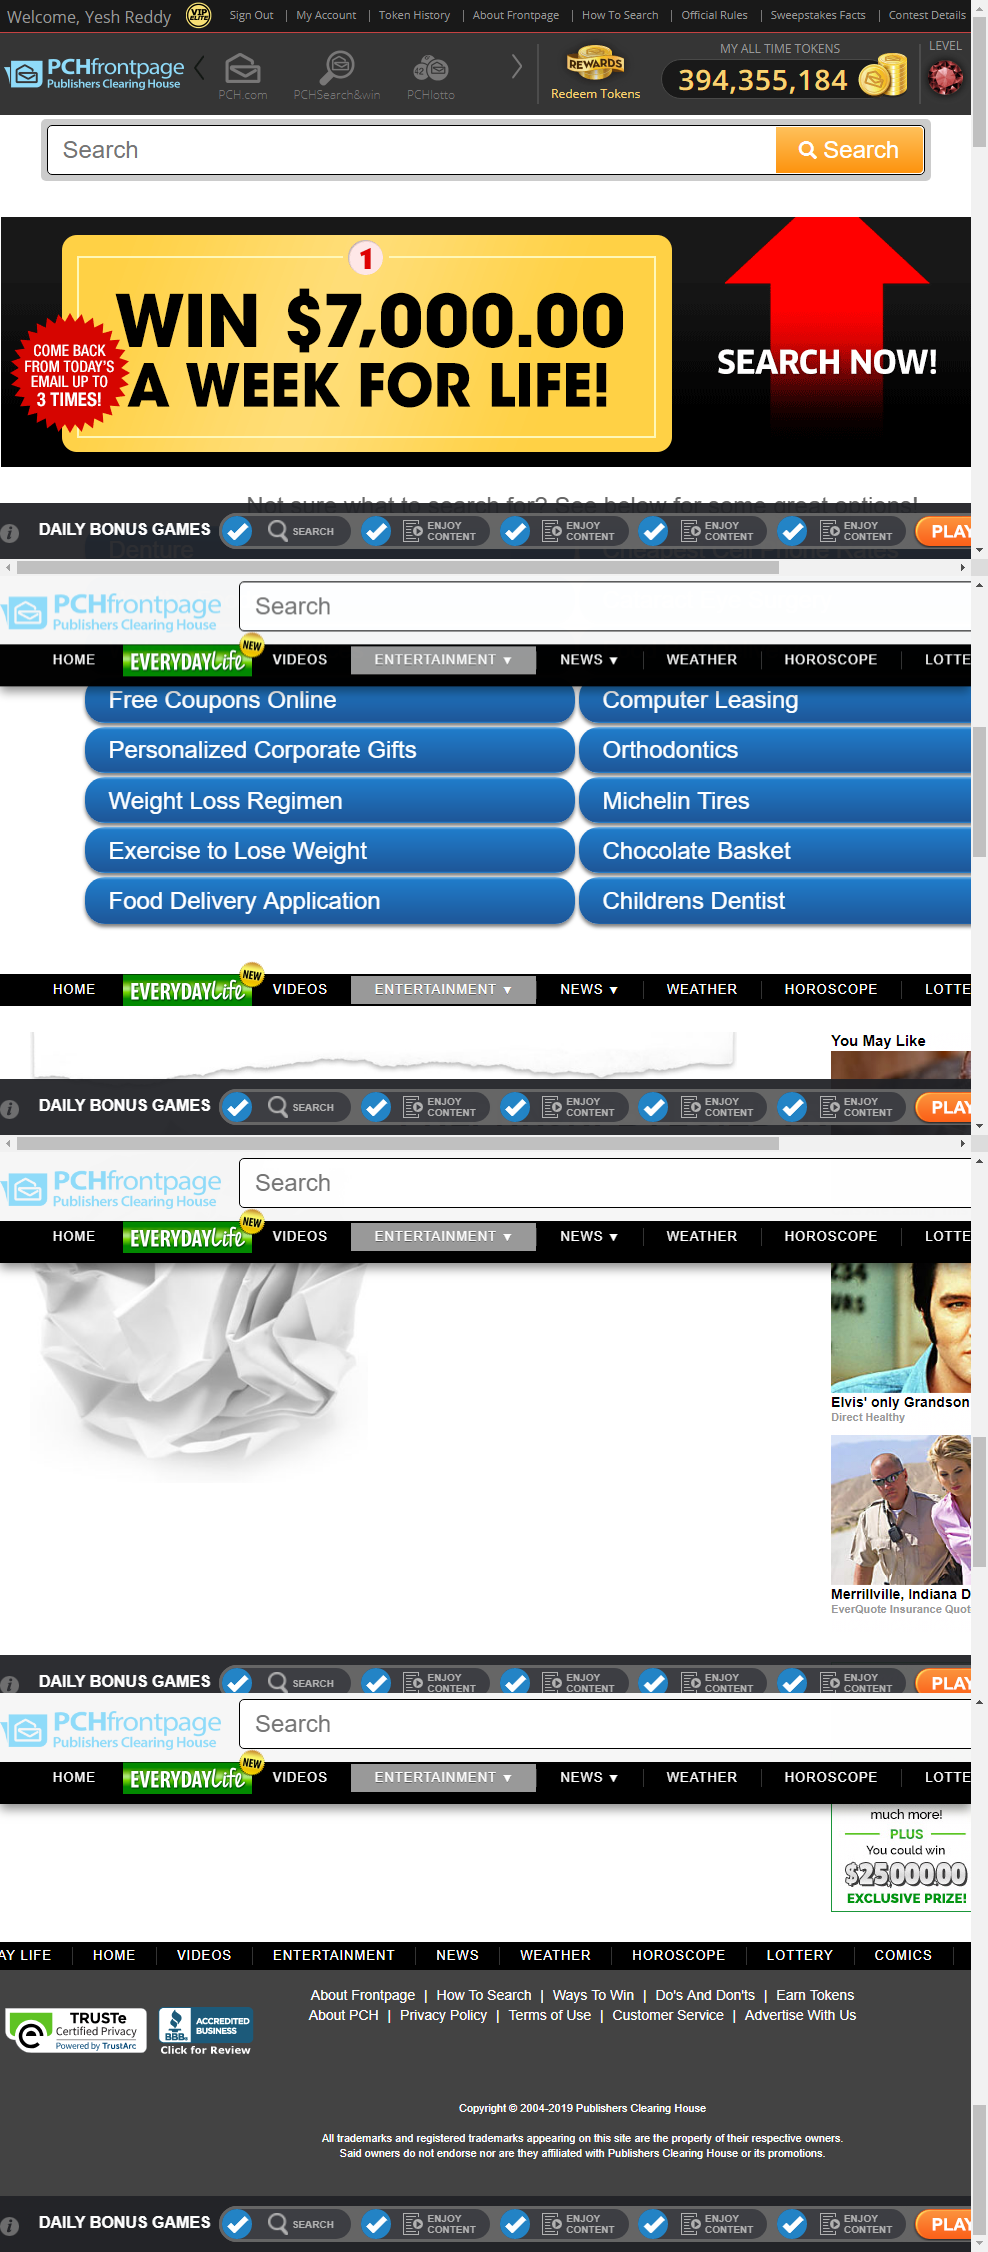 Welcome, Yesh Reddy VIP ELITE Sign Out | My Account | Token History | About Frontpage | How To Search | Official Rules | Sweepstakes Facts | Contest Details
PCHfrontpage
Publishers Clearing House
PCH.com PCHSearch&win PCHlotto
REWARDS
Redeem Tokens
MY ALL TIME TOKENS
394,355,184
LEVEL
Search Search
1
WIN $7,000.00
A WEEK FOR LIFE!
COME BACK
FROM TODAY'S
EMAIL UP TO
3 TIMES!
SEARCH NOW!
Not sure what to search for? See below for some great options!
DAILY BONUS GAMES SEARCH ENJOY CONTENT ENJOY CONTENT ENJOY CONTENT ENJOY CONTENT PLAY
Denture Cheapest Cell Phone Rates
PCHfrontpage
Publishers Clearing House
Search
HOME EVERYDAYLife NEW VIDEOS ENTERTAINMENT ▼ NEWS ▼ WEATHER HOROSCOPE LOTTE
Free Coupons Online Computer Leasing
Personalized Corporate Gifts Orthodontics
Weight Loss Regimen Michelin Tires
Exercise to Lose Weight Chocolate Basket
Food Delivery Application Childrens Dentist
HOME EVERYDAYLife NEW VIDEOS ENTERTAINMENT ▼ NEWS ▼ WEATHER HOROSCOPE LOTTE
You May Like
DAILY BONUS GAMES SEARCH ENJOY CONTENT ENJOY CONTENT ENJOY CONTENT ENJOY CONTENT PLAY
PCHfrontpage
Publishers Clearing House
Search
HOME EVERYDAYLife NEW VIDEOS ENTERTAINMENT ▼ NEWS ▼ WEATHER HOROSCOPE LOTTE
Elvis' only Grandson
Direct Healthy
Merrillville, Indiana D
EverQuote Insurance Quot
DAILY BONUS GAMES SEARCH ENJOY CONTENT ENJOY CONTENT ENJOY CONTENT ENJOY CONTENT PLAY
PCHfrontpage
Publishers Clearing House
Search
HOME EVERYDAYLife NEW VIDEOS ENTERTAINMENT ▼ NEWS ▼ WEATHER HOROSCOPE LOTTE
much more!
PLUS
You could win
$25,000.00
EXCLUSIVE PRIZE!
AY LIFE HOME VIDEOS ENTERTAINMENT NEWS WEATHER HOROSCOPE LOTTERY COMICS
About Frontpage | How To Search | Ways To Win | Do's And Don'ts | Earn Tokens
About PCH | Privacy Policy | Terms of Use | Customer Service | Advertise With Us
TRUSTe
Certified Privacy
Powered by TrustArc
BBB. ACCREDITED BUSINESS
Click for Review
Copyright © 2004-2019 Publishers Clearing House
All trademarks and registered trademarks appearing on this site are the property of their respective owners.
Said owners do not endorse nor are they affiliated with Publishers Clearing House or its promotions.
DAILY BONUS GAMES SEARCH ENJOY CONTENT ENJOY CONTENT ENJOY CONTENT ENJOY CONTENT PLAY